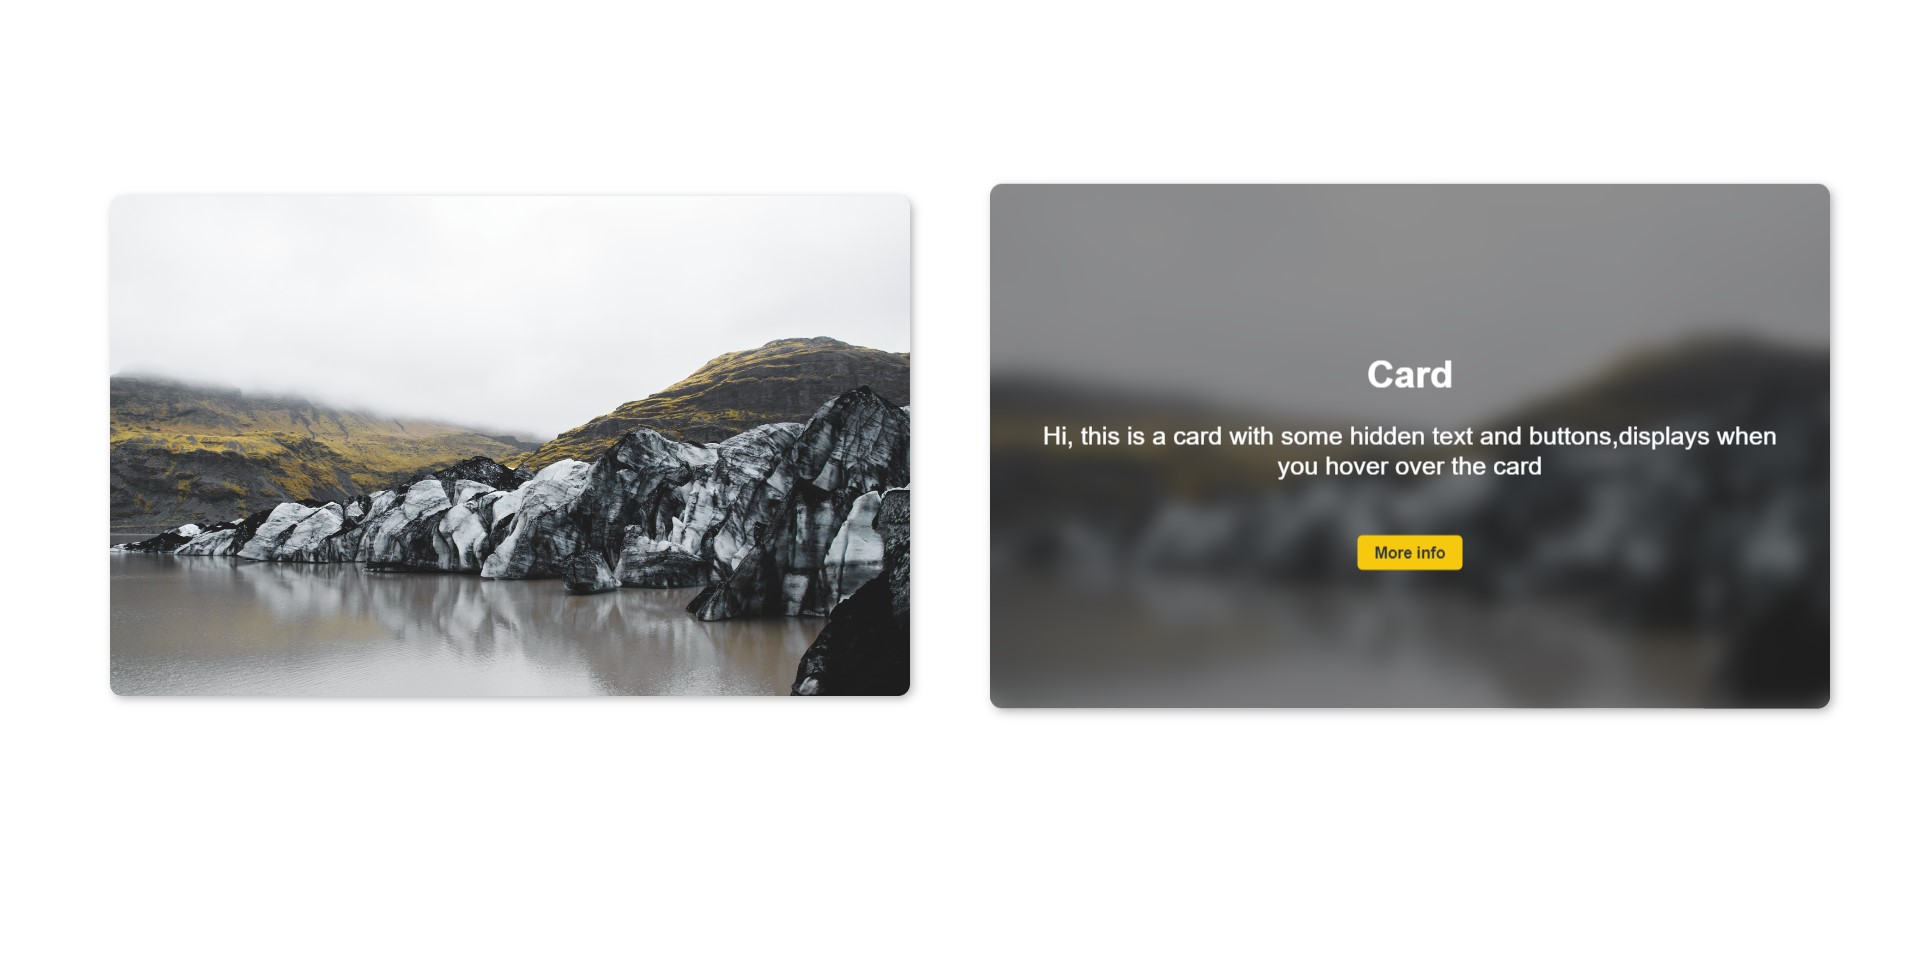 Card
Hi, this is a card with some hidden text and buttons,displays when
you hover over the card
More info